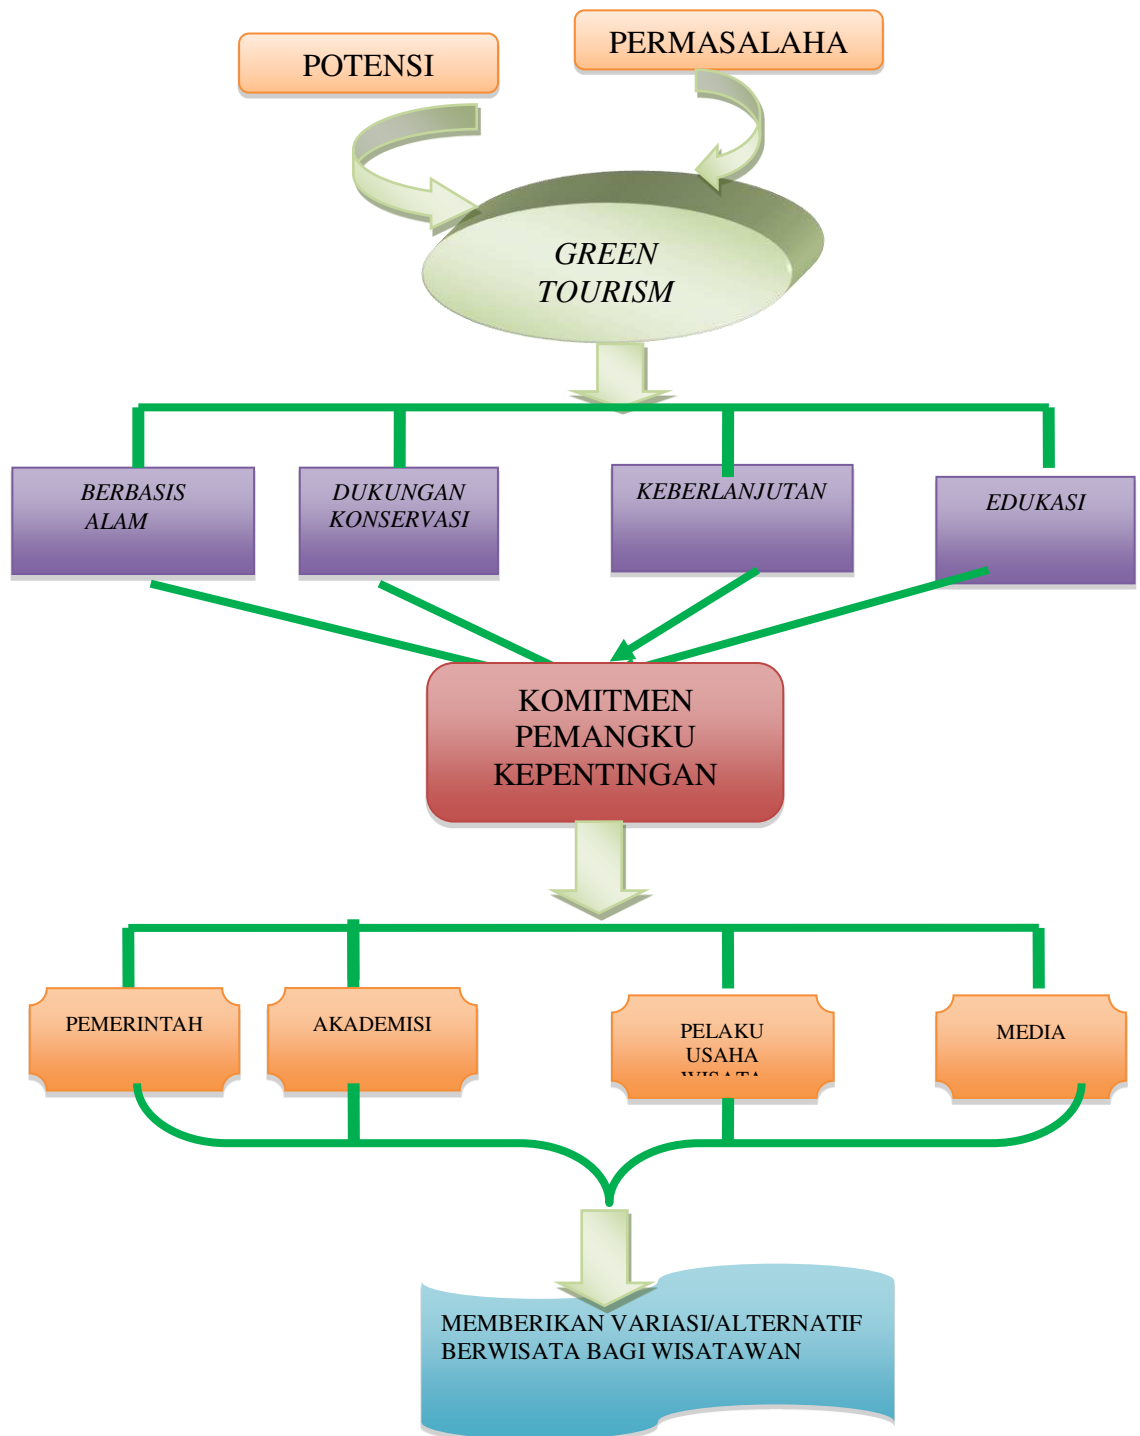 POTENSI
PERMASALAHA
GREEN
TOURISM
BERBASIS
ALAM
DUKUNGAN
KONSERVASI
KEBERLANJUTAN
EDUKASI
KOMITMEN
PEMANGKU
KEPENTINGAN
PEMERINTAH
AKADEMISI
PELAKU
USAHA
WISATA
MEDIA
MEMBERIKAN VARIASI/ALTERNATIF
BERWISATA BAGI WISATAWAN